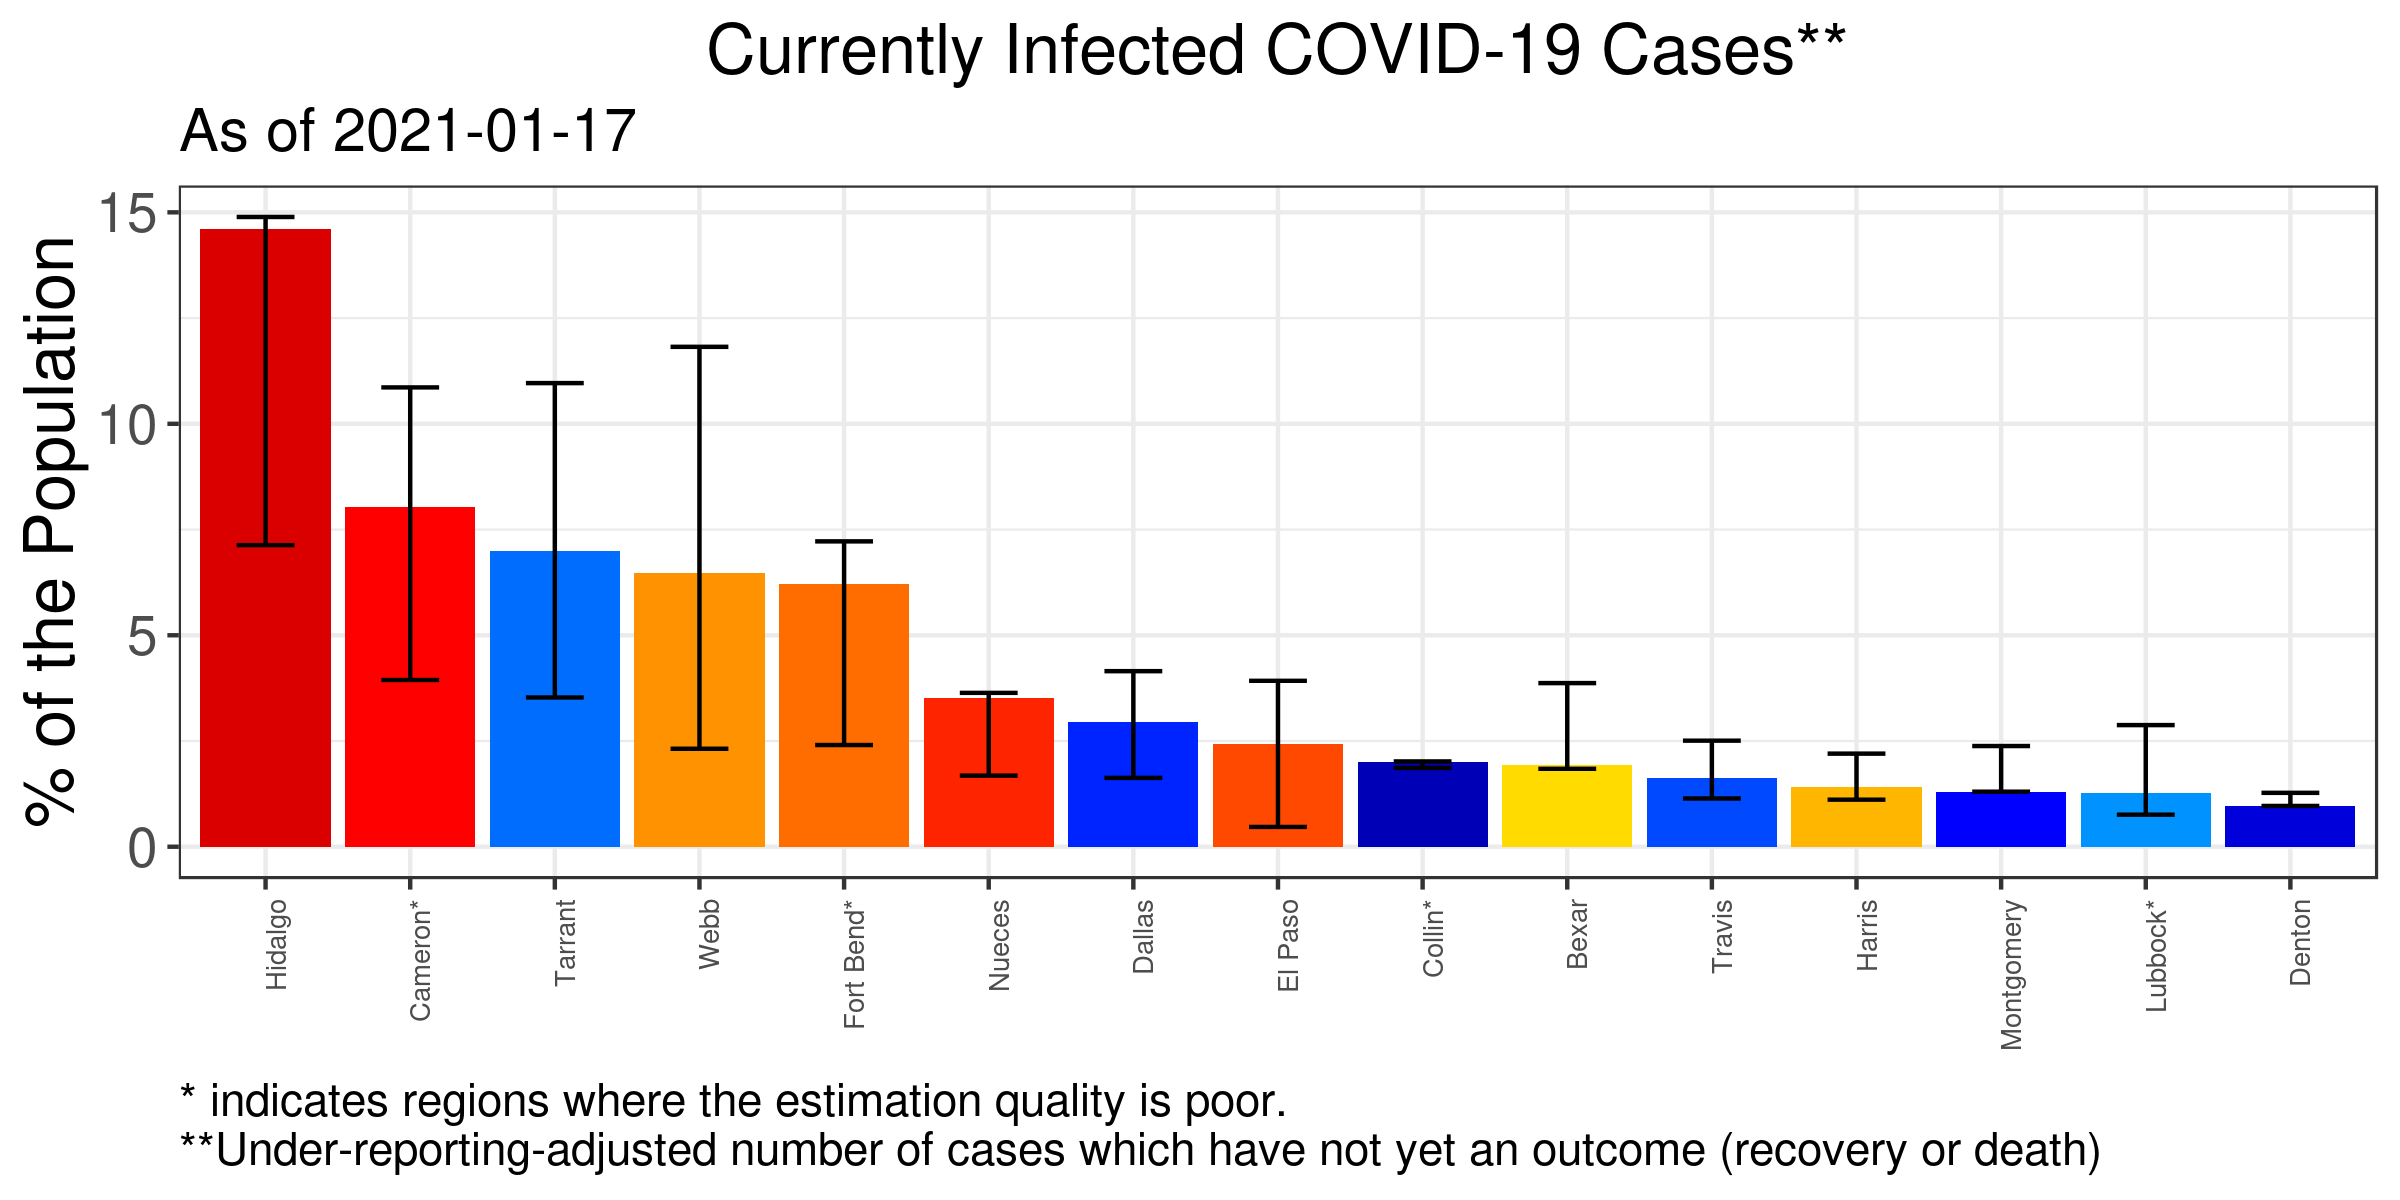 Currently Infected COVID-19 Cases**
As of 2021-01-17
% of the Population
15
10
5
0
Hidalgo
Cameron*
Tarrant
Webb
Fort Bend*
Nueces
Dallas
El Paso
Collin*
Bexar
Travis
Harris
Montgomery
Lubbock*
Denton
* indicates regions where the estimation quality is poor.
**Under-reporting-adjusted number of cases which have not yet an outcome (recovery or death)